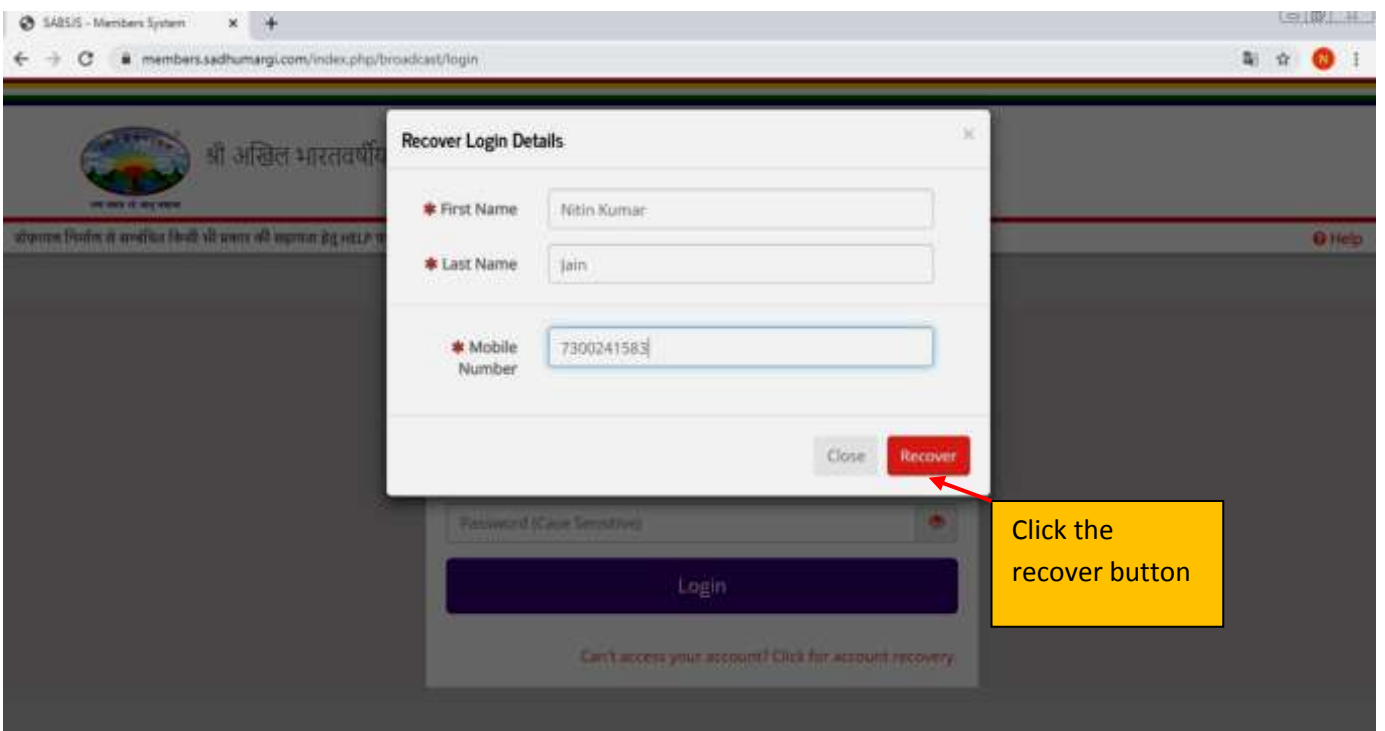 SABSJS - Members System
members.sadhumargi.com/index.php/broadcast/login
N
श्री अखिल भारतवर्षीय
Recover Login Details
First Name
Nitin Kumar
Last Name
Jain
Mobile
Number
7300241583
Close
Recover
Help
Password (Case Sensitive)
Login
Can't access your account? Click for account recovery
Click the
recover button